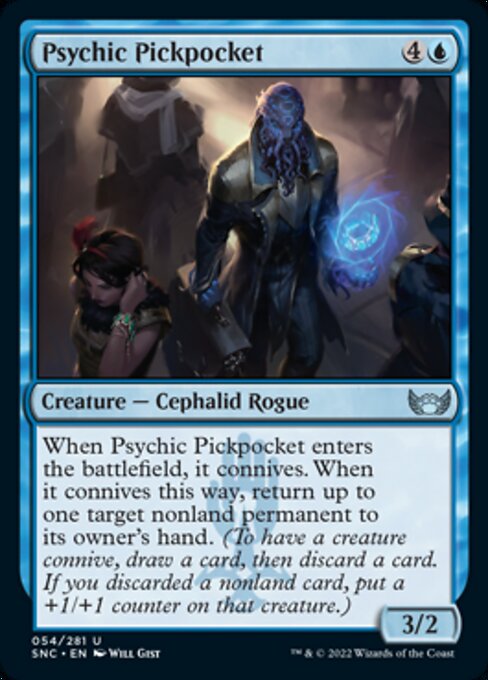 Psychic Pickpocket 4
Creature — Cephalid Rogue
When Psychic Pickpocket enters
the battlefield, it connives. When
it connives this way, return up to
one target nonland permanent to
its owner's hand. (To have a creature
connive, draw a card, then discard a card.
If you discarded a nonland card, put a
+1/+1 counter on that creature.)
3/2
054/281 U
SNC • EN Will Gist
™ & © 2022 Wizards of the Coast